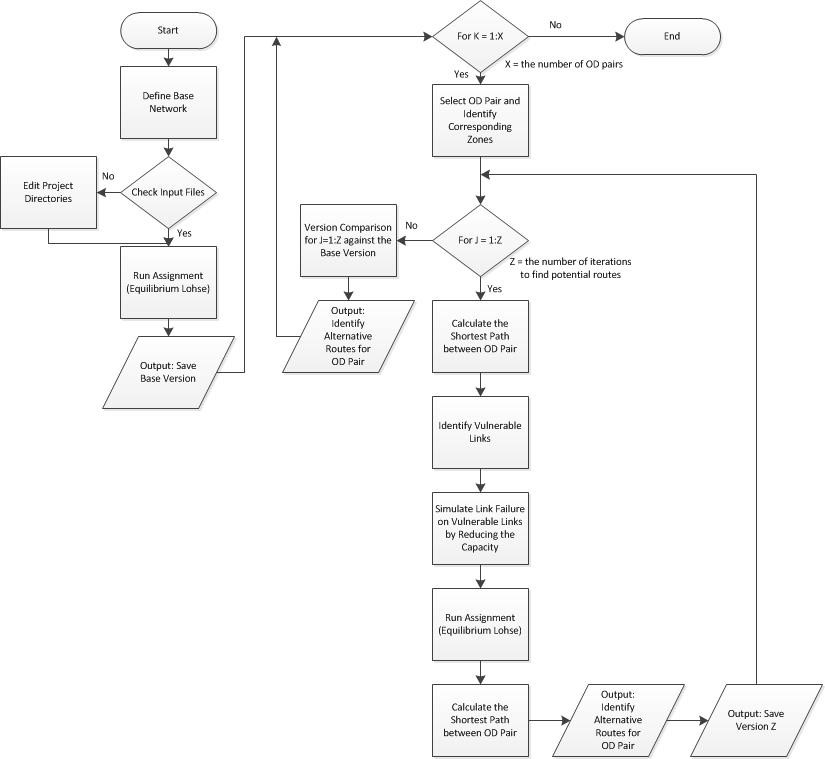 Start
Define Base
Network
Check Input Files
No
Edit Project
Directories
Yes
Run Assignment
(Equilibrium Lohse)
Output: Save
Base Version
For K = 1:X
No
End
X = the number of OD pairs
Yes
Select OD Pair and
Identify
Corresponding
Zones
For J = 1:Z
No
Version Comparison
for J=1:Z against the
Base Version
Output:
Identify
Alternative
Routes for
OD Pair
Z = the number of iterations
to find potential routes
Yes
Calculate the
Shortest Path
between OD Pair
Identify Vulnerable
Links
Simulate Link Failure
on Vulnerable Links
by Reducing the
Capacity
Run Assignment
(Equilibrium Lohse)
Calculate the
Shortest Path
between OD Pair
Output:
Identify
Alternative
Routes for
OD Pair
Output: Save
Version Z